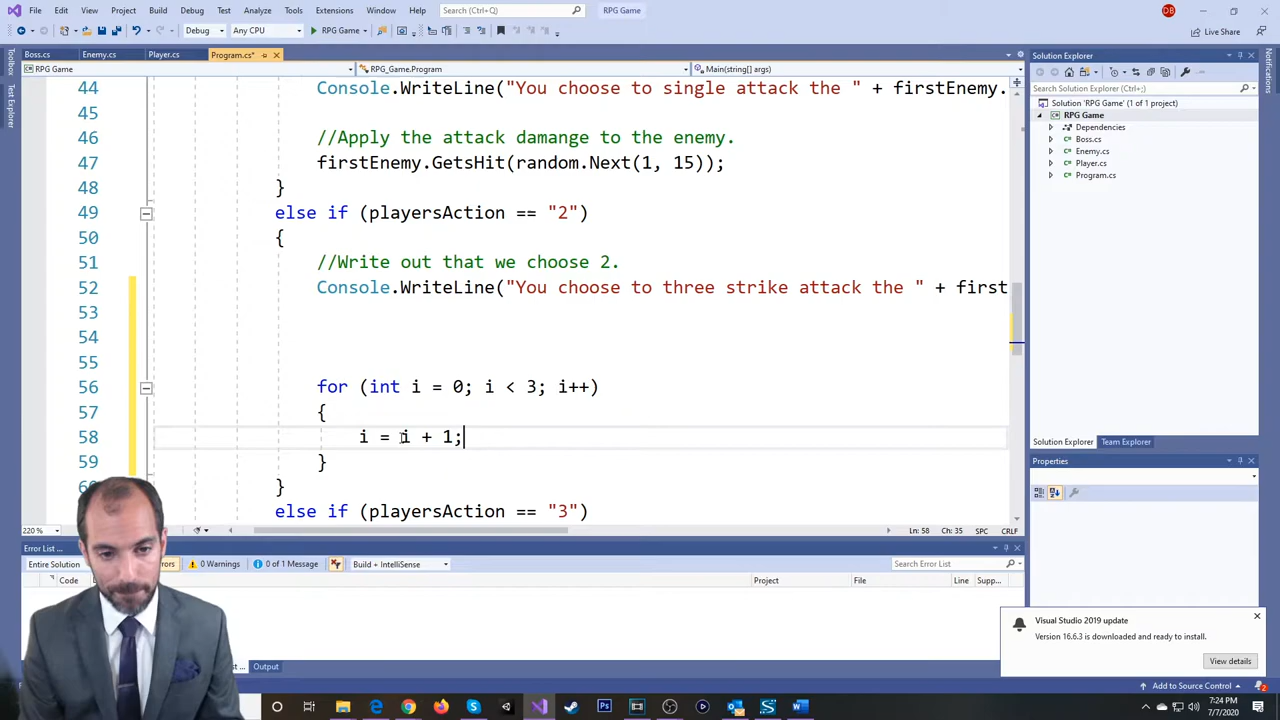 File Edit View Project Build Debug Test Analyze Tools Extensions Window Help Search (Ctrl+Q) RPG Game DB
Debug Any CPU RPG Game Live Share
Boss.cs Enemy.cs Player.cs Program.cs*
RPG Game RPG_Game.Program Main(string[] args)
Toolbox
Test Explorer
Notifications
44 Console.WriteLine("You choose to single attack the " + firstEnemy.
45
46 //Apply the attack damange to the enemy.
47 firstEnemy.GetsHit(random.Next(1, 15));
48 }
49 else if (playersAction == "2")
50 {
51 //Write out that we choose 2.
52 Console.WriteLine("You choose to three strike attack the " + first
53
54
55
56 for (int i = 0; i < 3; i++)
57 {
58 i = i + 1;
59 }
}
else if (playersAction == "3")
220 % Ln: 58 Ch: 35 SPC CRLF
Solution Explorer
Search Solution Explorer (Ctrl+;)
Solution 'RPG Game' (1 of 1 project)
RPG Game
Dependencies
Boss.cs
Enemy.cs
Player.cs
Program.cs
Solution Explorer Team Explorer
Properties
Error List ...
Entire Solution 0 Warnings 0 of 1 Message Build + IntelliSense Search Error List
Code Project File Line Supp...
Output
Visual Studio 2019 update
Version 16.6.3 is downloaded and ready to install.
View details
Add to Source Control 2
7:24 PM
7/7/2020